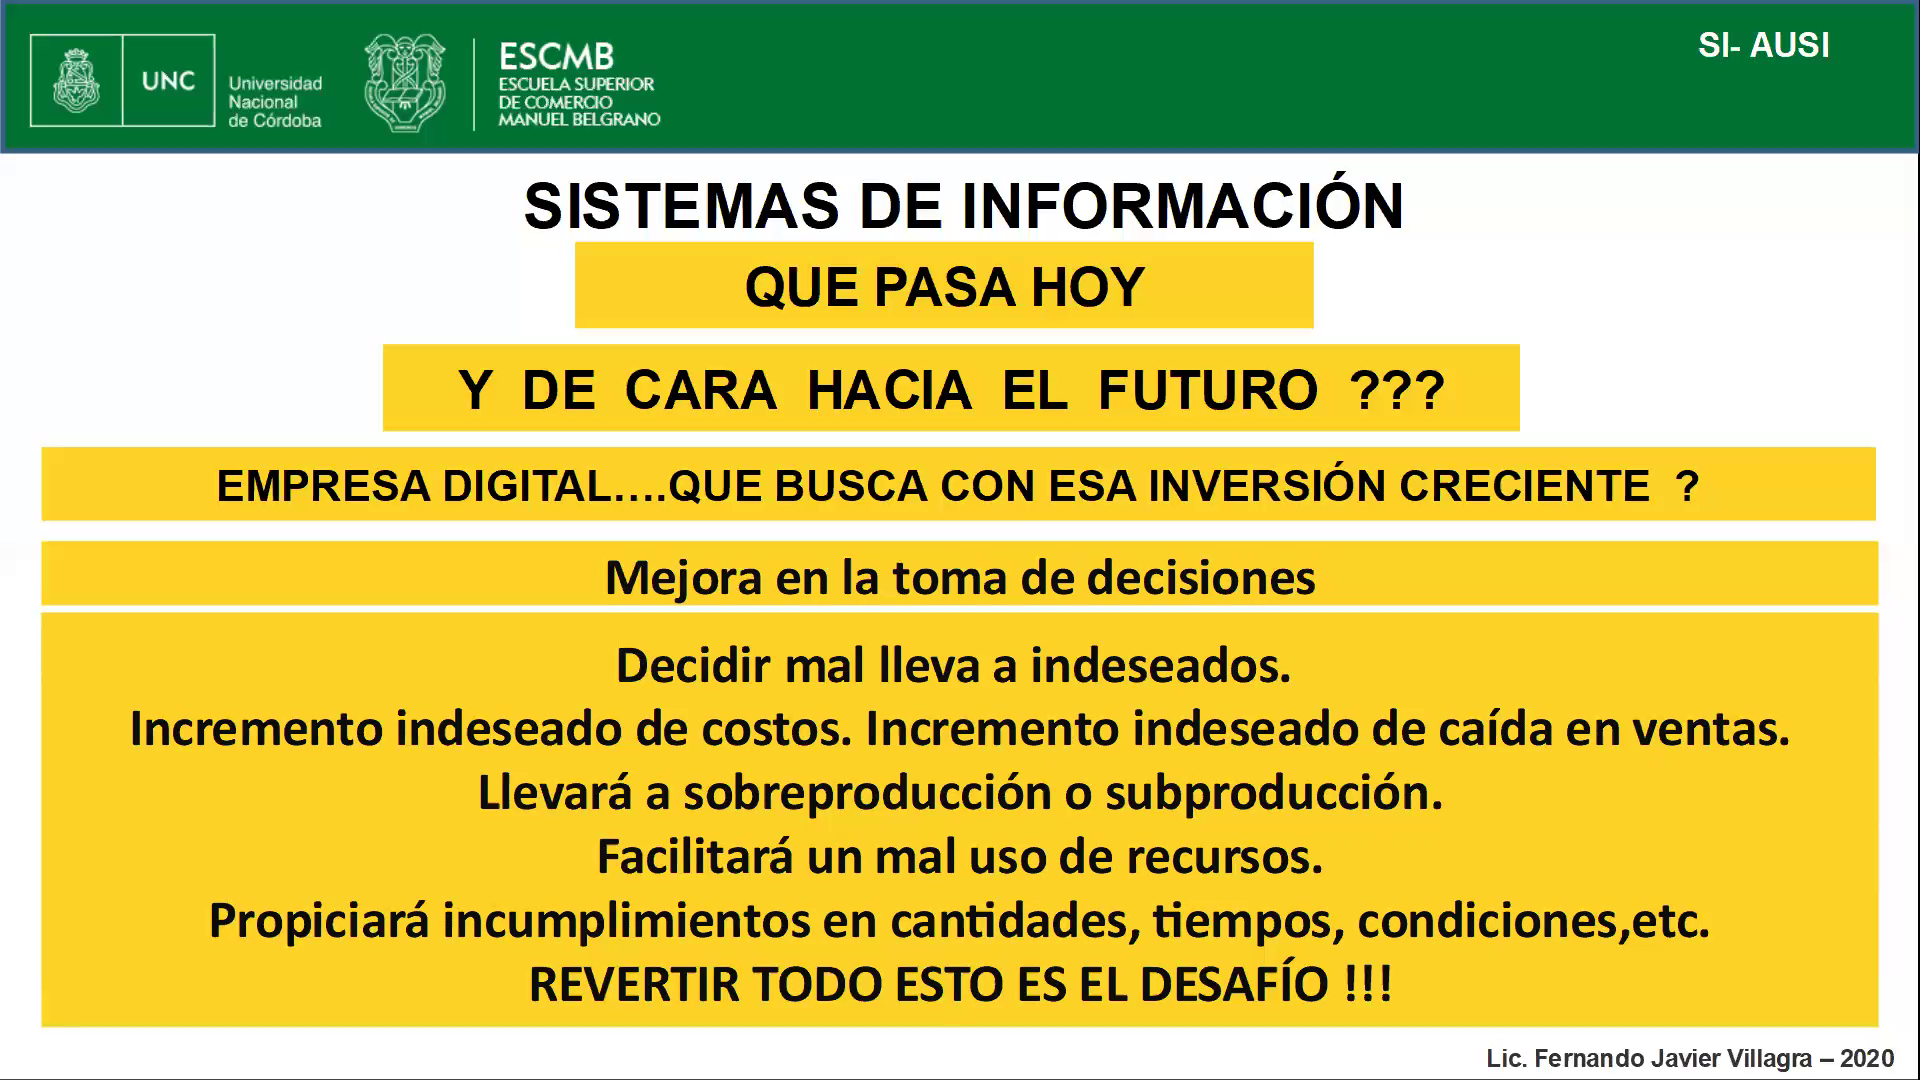 UNC
Universidad
Nacional
de Córdoba
ESCMB
ESCUELA SUPERIOR
DE COMERCIO
MANUEL BELGRANO
SI- AUSI
SISTEMAS DE INFORMACIÓN
QUE PASA HOY
Y DE CARA HACIA EL FUTURO ???
EMPRESA DIGITAL....QUE BUSCA CON ESA INVERSIÓN CRECIENTE ?
Mejora en la toma de decisiones
Decidir mal lleva a indeseados.
Incremento indeseado de costos. Incremento indeseado de caída en ventas.
Llevará a sobreproducción o subproducción.
Facilitará un mal uso de recursos.
Propiciará incumplimientos en cantidades, tiempos, condiciones,etc.
REVERTIR TODO ESTO ES EL DESAFÍO !!!
Lic. Fernando Javier Villagra – 2020